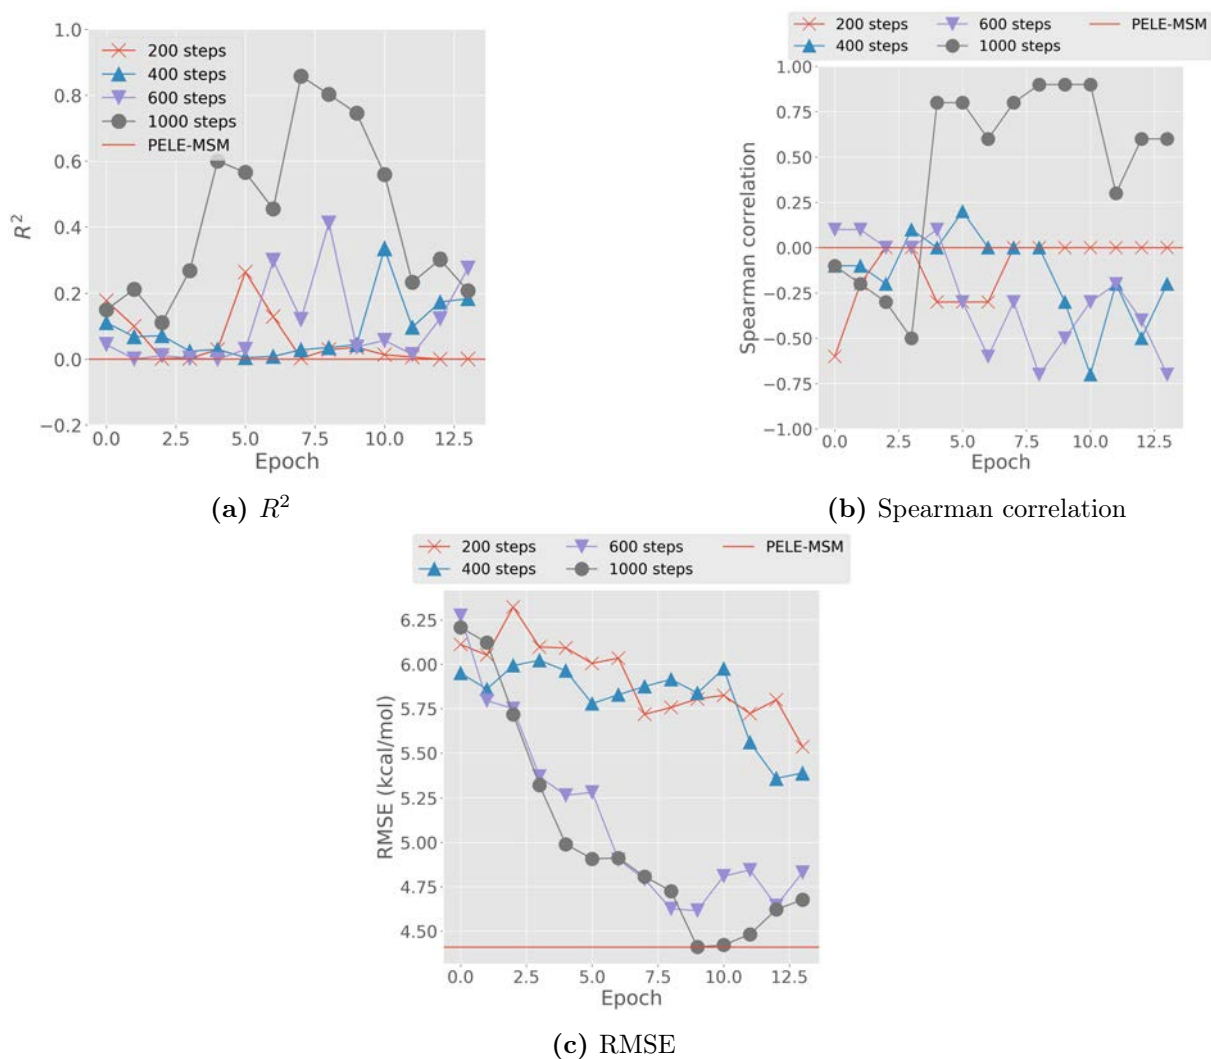 1.0
200 steps
400 steps
600 steps
1000 steps
PELE-MSM
0.8
0.6
0.4
0.2
0.0
−0.2
R²
0.0 2.5 5.0 7.5 10.0 12.5
Epoch
(a) R²
200 steps 600 steps PELE-MSM
400 steps 1000 steps
1.00
0.75
0.50
0.25
0.00
−0.25
−0.50
−0.75
−1.00
Spearman correlation
0.0 2.5 5.0 7.5 10.0 12.5
Epoch
(b) Spearman correlation
200 steps 600 steps PELE-MSM
400 steps 1000 steps
6.25
6.00
5.75
5.50
5.25
5.00
4.75
4.50
RMSE (kcal/mol)
0.0 2.5 5.0 7.5 10.0 12.5
Epoch
(c) RMSE